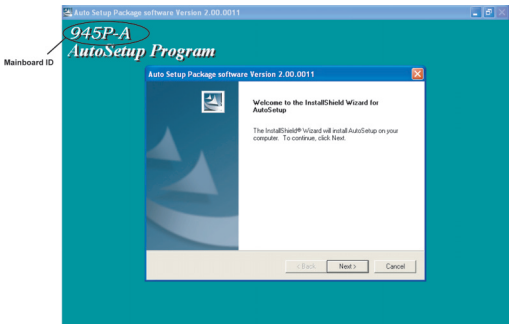 Auto Setup Package software Version 2.00.0011
945P-A
AutoSetup Program
Mainboard ID
Auto Setup Package software Version 2.00.0011
Welcome to the InstallShield Wizard for
AutoSetup
The InstallShield® Wizard will install AutoSetup on your
computer. To continue, click Next.
< Back
Next >
Cancel